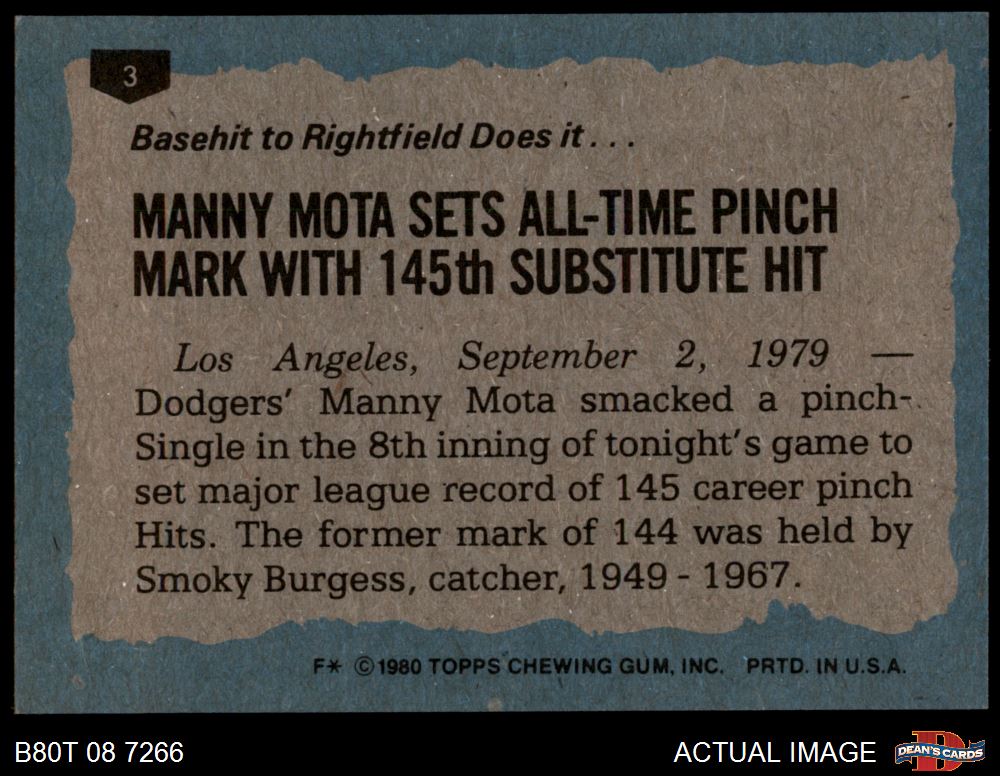 3
Basehit to Rightfield Does it...
MANNY MOTA SETS ALL-TIME PINCH
MARK WITH 145th SUBSTITUTE HIT
Los Angeles, September 2, 1979 —
Dodgers' Manny Mota smacked a pinch-
Single in the 8th inning of tonight's game to
set major league record of 145 career pinch
Hits. The former mark of 144 was held by
Smoky Burgess, catcher, 1949 - 1967.
F* © 1980 TOPPS CHEWING GUM, INC. PRTD. IN U.S.A.
B80T 08 7266
ACTUAL IMAGE
DEAN'S CARDS